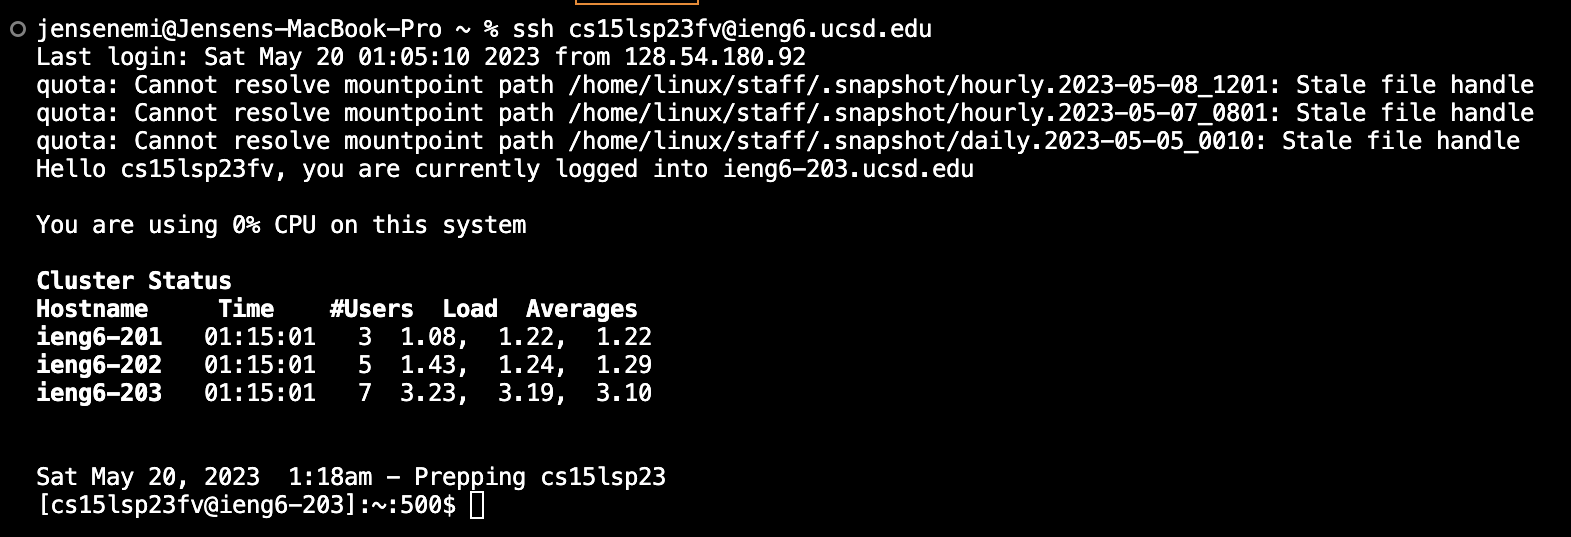 jensenemi@Jensens-MacBook-Pro ~ % ssh cs15lsp23fv@ieng6.ucsd.edu
Last login: Sat May 20 01:05:10 2023 from 128.54.180.92
quota: Cannot resolve mountpoint path /home/linux/staff/.snapshot/hourly.2023-05-08_1201: Stale file handle
quota: Cannot resolve mountpoint path /home/linux/staff/.snapshot/hourly.2023-05-07_0801: Stale file handle
quota: Cannot resolve mountpoint path /home/linux/staff/.snapshot/daily.2023-05-05_0010: Stale file handle
Hello cs15lsp23fv, you are currently logged into ieng6-203.ucsd.edu

You are using 0% CPU on this system

Cluster Status
Hostname     Time    #Users  Load  Averages
ieng6-201   01:15:01   3  1.08,  1.22,  1.22
ieng6-202   01:15:01   5  1.43,  1.24,  1.29
ieng6-203   01:15:01   7  3.23,  3.19,  3.10

Sat May 20, 2023  1:18am - Prepping cs15lsp23
[cs15lsp23fv@ieng6-203]:~:500$